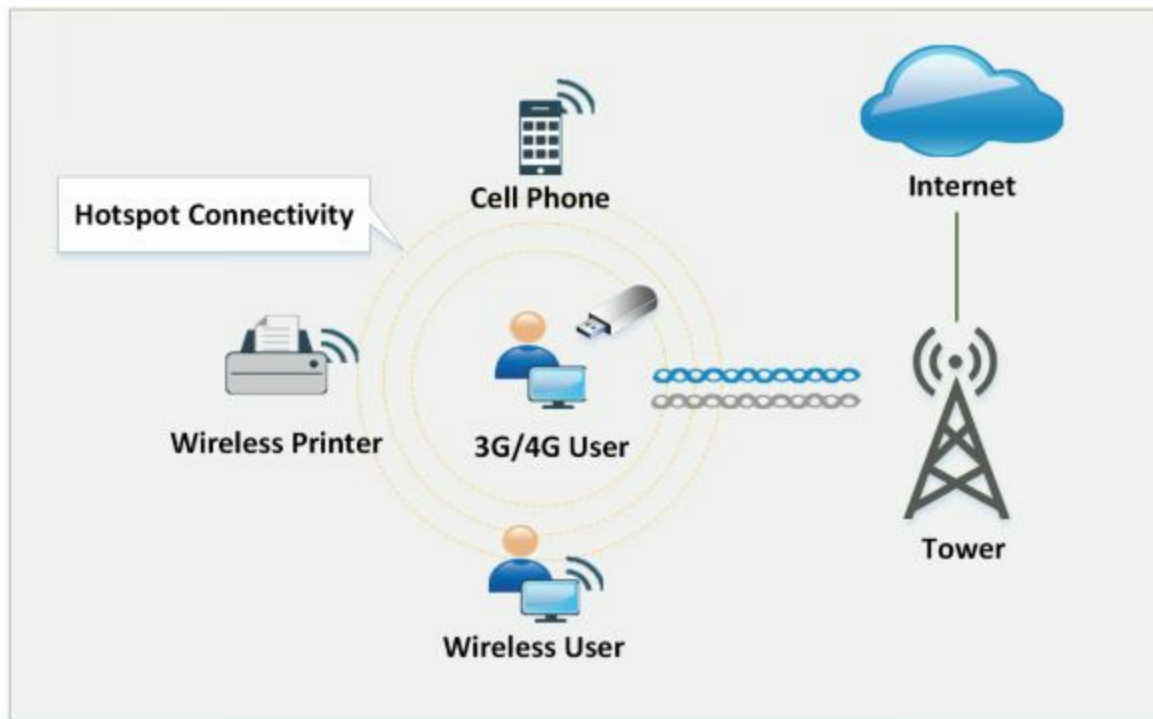 Cell Phone
Internet
Hotspot Connectivity
Wireless Printer
3G/4G User
Tower
Wireless User